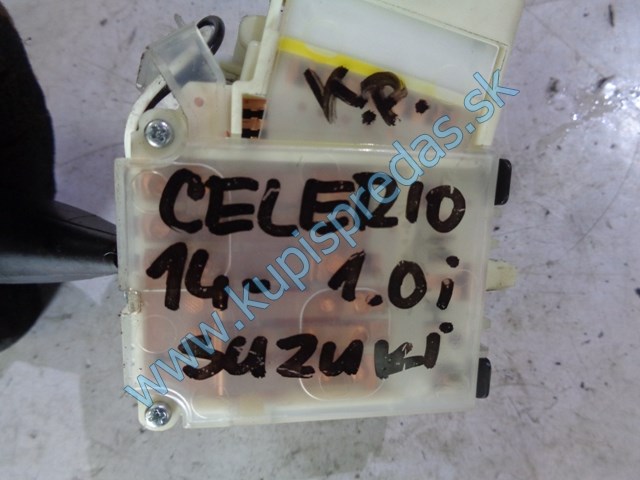 K.P.
CELERIO
14- 1.0i
SUZUKI
www.kupispredas.sk